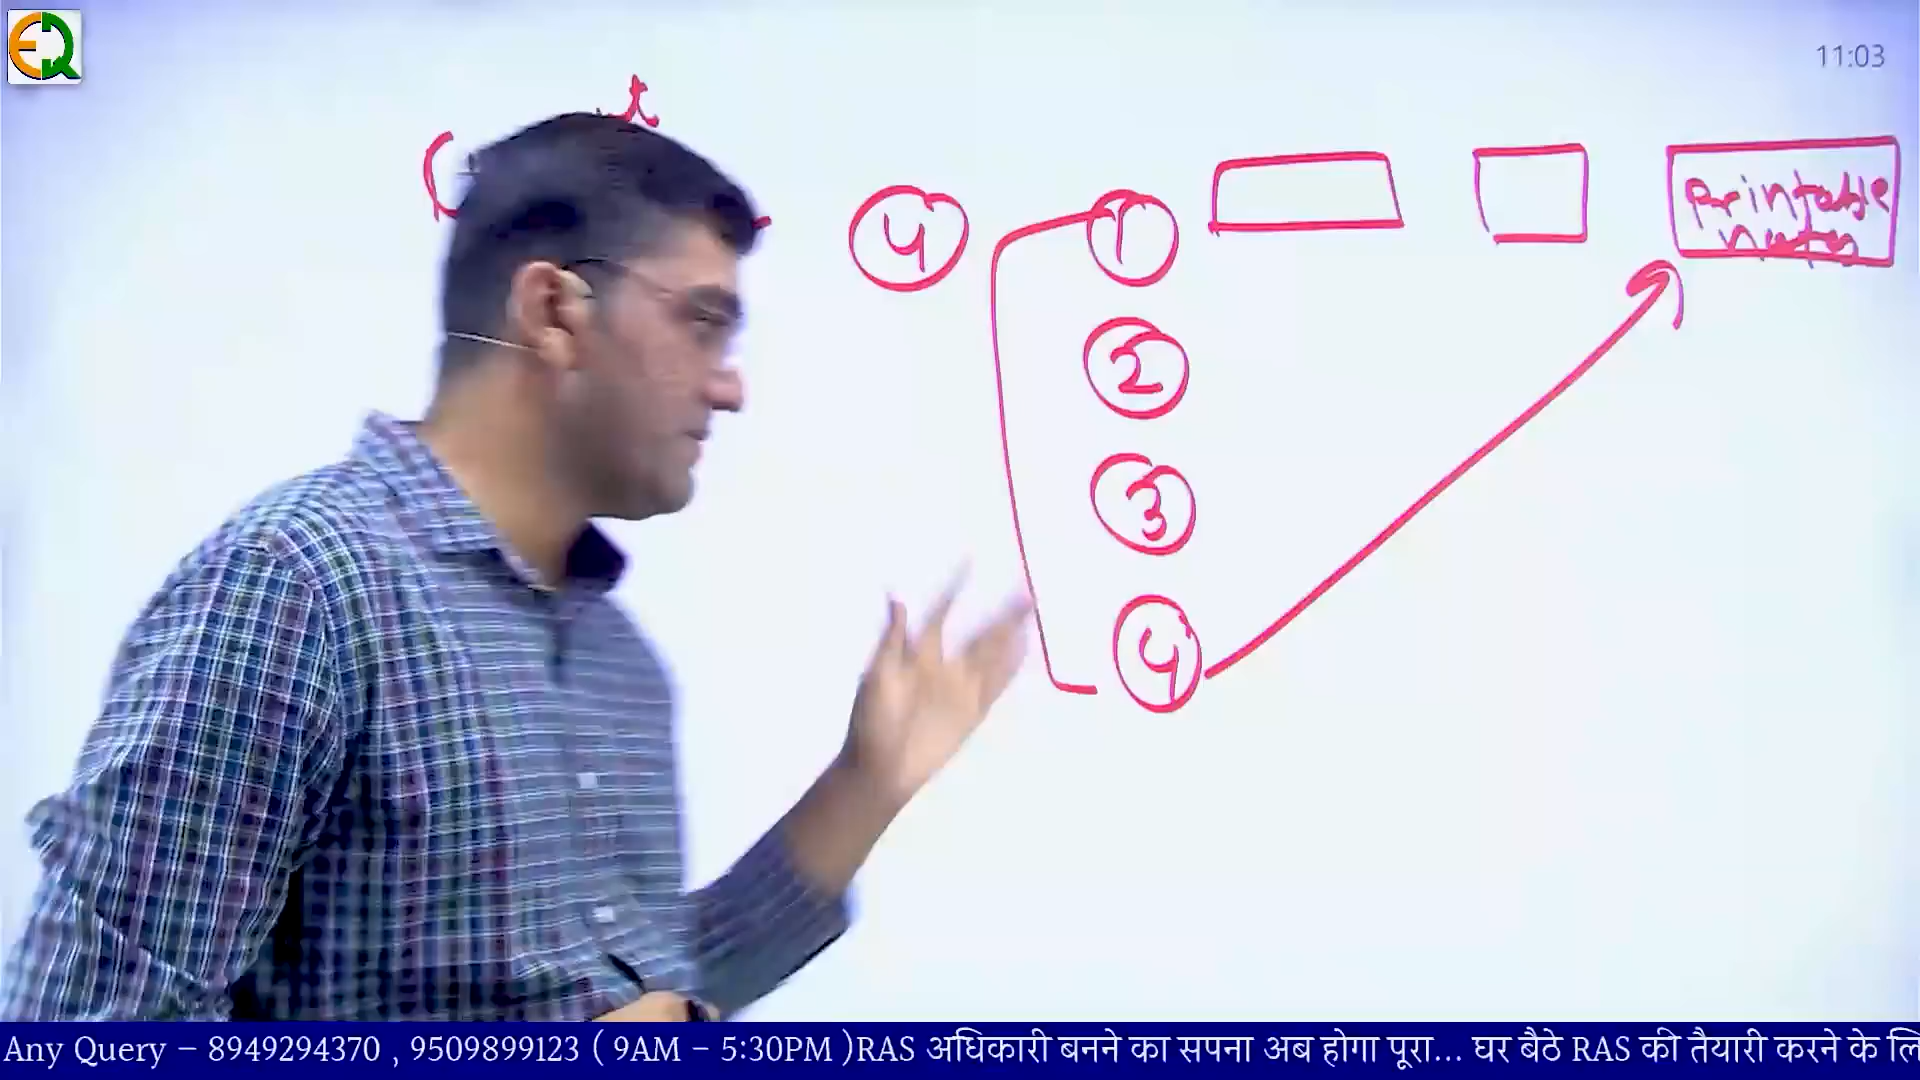 EQ
11:03
t
4
1
Printable
notes
2
3
4
Any Query – 8949294370 , 9509899123 ( 9AM – 5:30PM )RAS अधिकारी बनने का सपना अब होगा पूरा... घर बैठे RAS की तैयारी करने के लि